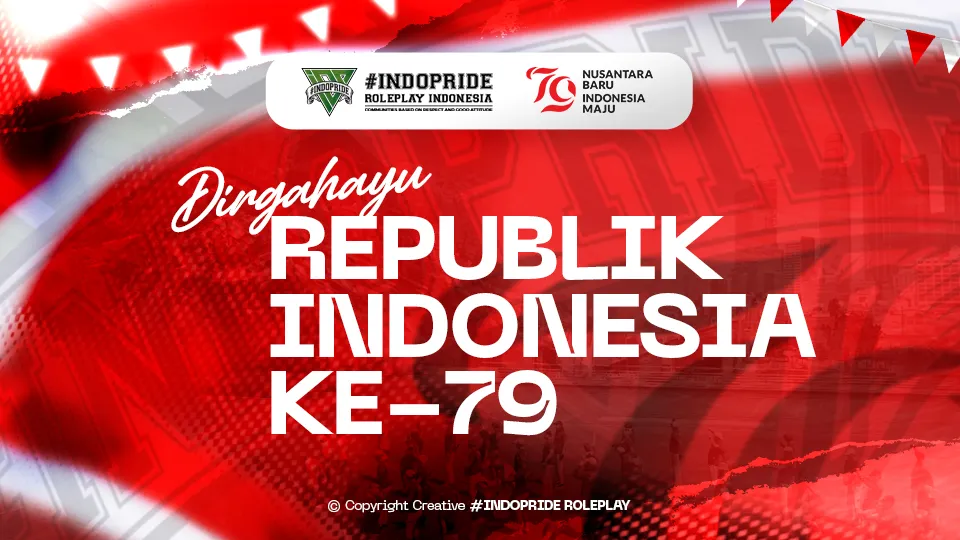 #INDOPRIDE
#INDOPRIDE
ROLEPLAY INDONESIA
COMMUNITIES BASED ON RESPECT AND GOOD ATTITUDE
79
NUSANTARA
BARU
INDONESIA
MAJU
Dirgahayu
REPUBLIK
INDONESIA
KE-79
© Copyright Creative #INDOPRIDE ROLEPLAY